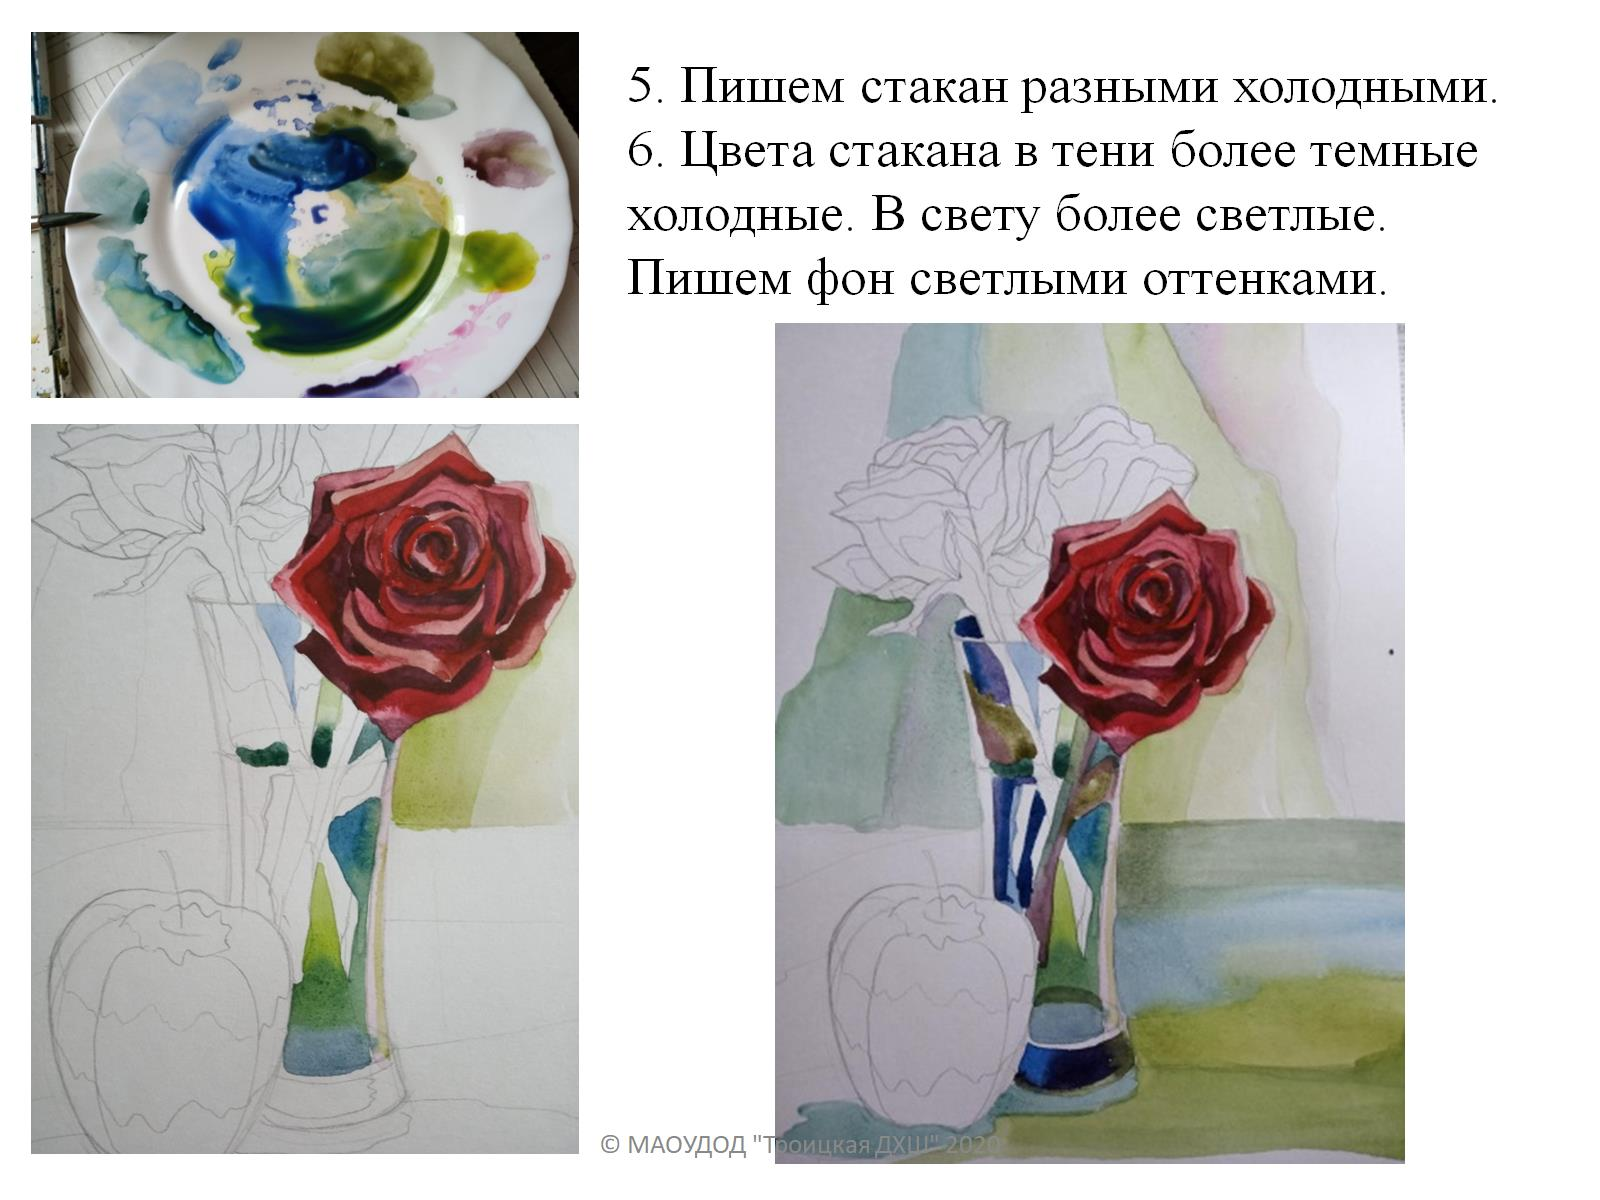 5. Пишем стакан разными холодными.
6. Цвета стакана в тени более темные
холодные. В свету более светлые.
Пишем фон светлыми оттенками.
© МАОУДОД "Троицкая ДХШ" 2020